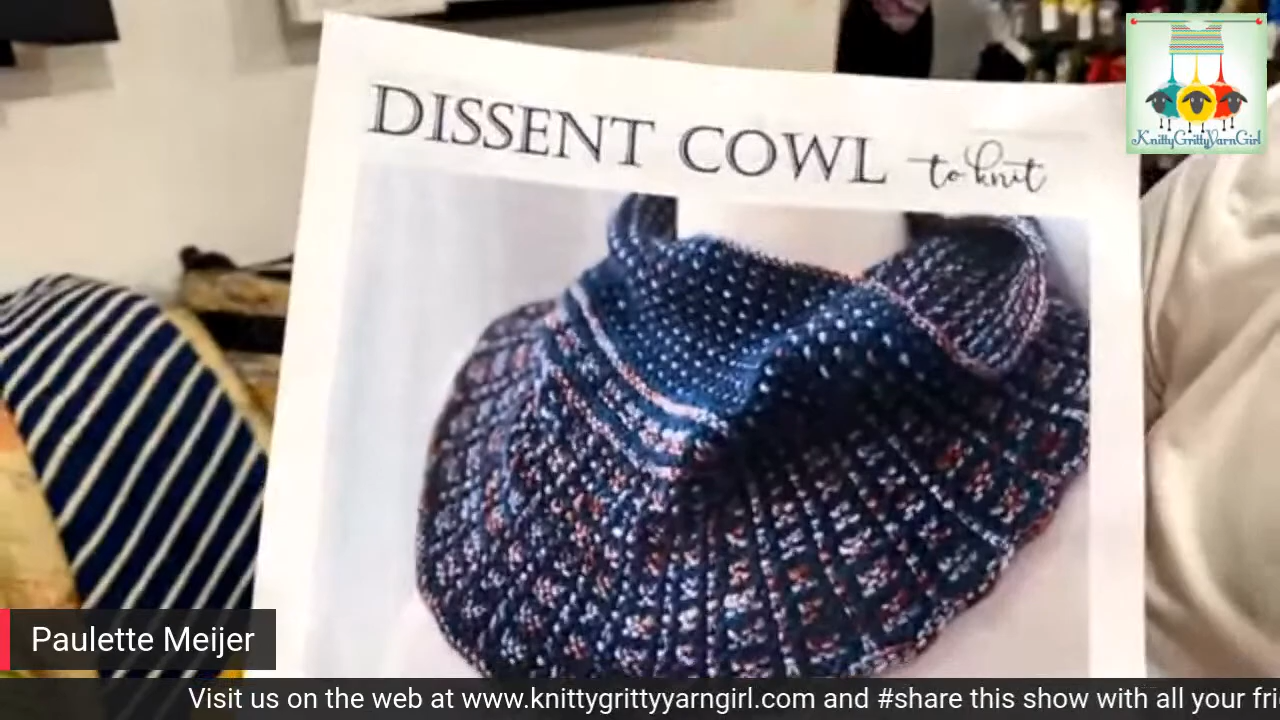 DISSENT COWL to knit
KnittyGrittyYarnGirl
Paulette Meijer
Visit us on the web at www.knittygrittyyarngirl.com and #share this show with all your fri